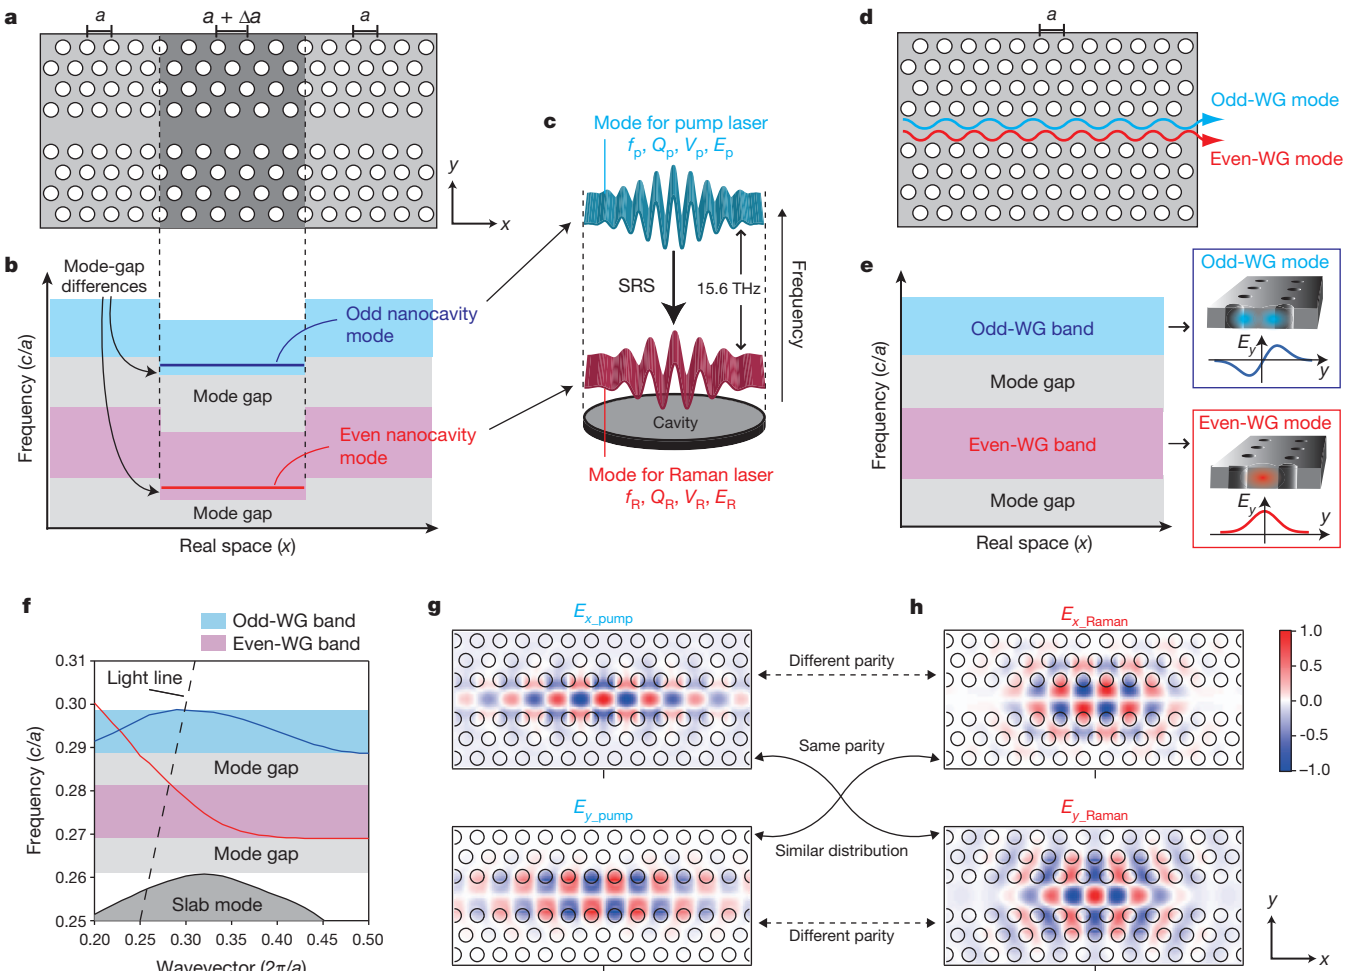 a
a
a + Δa
a
y
x
b
Mode-gap
differences
Odd nanocavity
mode
Mode gap
Even nanocavity
mode
Mode gap
Frequency (c/a)
Real space (x)
c
Mode for pump laser
fp, Qp, Vp, Ep
SRS
15.6 THz
Frequency
Cavity
Mode for Raman laser
fR, QR, VR, ER
d
a
Odd-WG mode
Even-WG mode
e
Frequency (c/a)
Odd-WG band
Mode gap
Even-WG band
Mode gap
Real space (x)
Odd-WG mode
Ey
y
Even-WG mode
Ey
y
f
Odd-WG band
Even-WG band
Light line
Mode gap
Mode gap
Slab mode
Frequency (c/a)
0.31
0.30
0.29
0.28
0.27
0.26
0.25
0.20 0.25 0.30 0.35 0.40 0.45 0.50
Wavevector (2π/a)
g
Ex_pump
Ey_pump
Different parity
Same parity
Similar distribution
Different parity
h
Ex_Raman
Ey_Raman
1.0
0.5
0.0
−0.5
−1.0
y
x